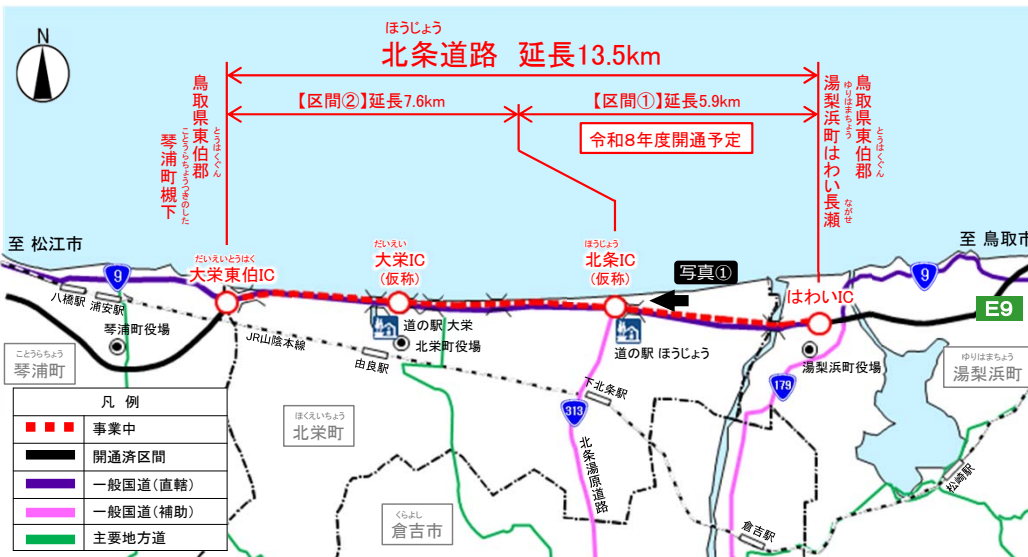 N
ほうじょう
北条道路 延長13.5km
【区間②】延長7.6km
【区間①】延長5.9km
令和8年度開通予定
鳥取県東伯郡
とうはくぐん
琴浦町槻下
ことうらちょうつきのした
鳥取県東伯郡
とうはくぐん
湯梨浜町はわい長瀬
ゆりはまちょう
ながせ
至 松江市
至 鳥取市
9
だいえいとうはく
大栄東伯IC
だいえい
大栄IC
(仮称)
ほうじょう
北条IC
(仮称)
写真①
はわいIC
9
E9
八橋駅
浦安駅
琴浦町役場
JR山陰本線
道の駅 大栄
北栄町役場
由良駅
道の駅 ほうじょう
湯梨浜町役場
ことうらちょう
琴浦町
ゆりはまちょう
湯梨浜町
下北条駅
179
313
北条湯原道路
ほくえいちょう
北栄町
くらよし
倉吉市
倉吉駅
松崎駅
凡 例
事業中
開通済区間
一般国道(直轄)
一般国道(補助)
主要地方道